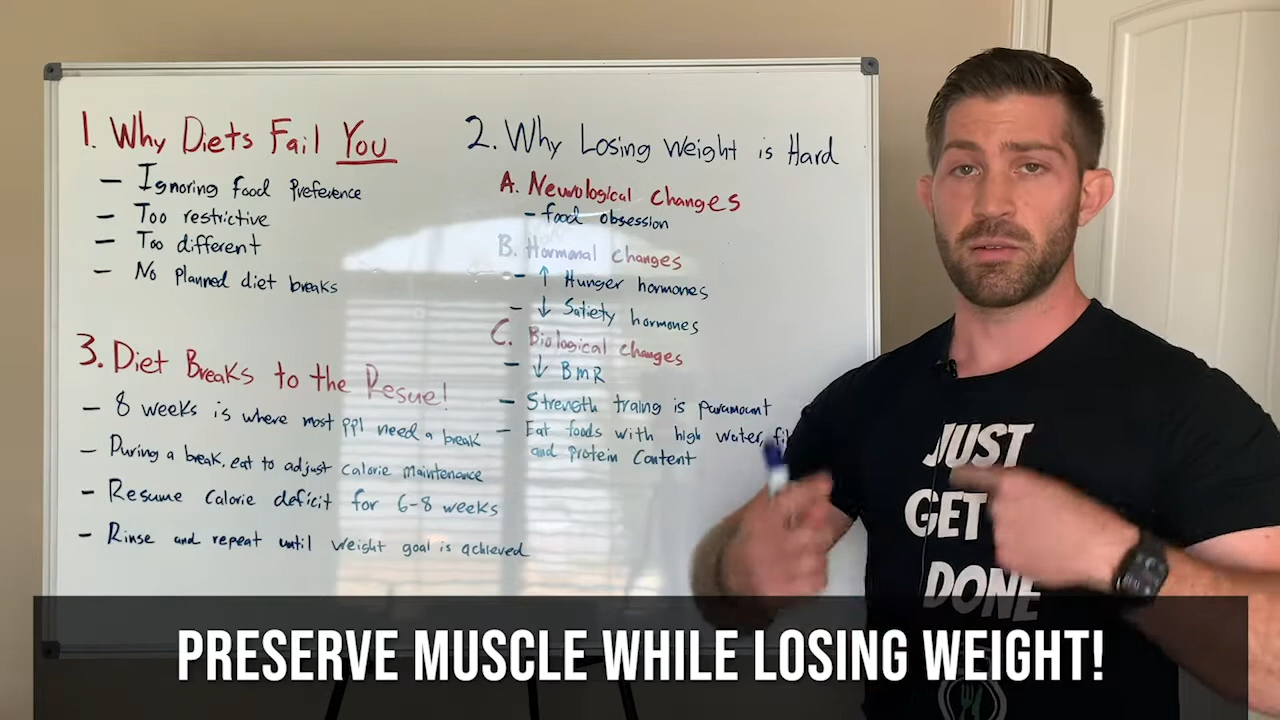 1. Why Diets Fail You
– Ignoring food preference
– Too restrictive
– Too different
– No planned diet breaks
2. Why Losing Weight is Hard
A. Neurological changes
– food obsession
B. Hormonal changes
– ↑ Hunger hormones
– ↓ Satiety hormones
C. Biological changes
– ↓ BMR
– Strength traing is paramount
– Eat foods with high water,
and protein content
3. Diet Breaks to the Resue!
– 8 weeks is where most ppl need a break
– During a break, eat to adjust calorie maintenance
– Resume calorie deficit for 6-8 weeks
– Rinse and repeat until weight goal is achieved
JUST
GET
DONE
PRESERVE MUSCLE WHILE LOSING WEIGHT!